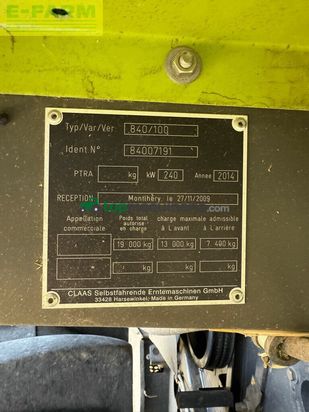 E-FARM
Typ/Var/Ver 840/100
Ident N° 84007191
PTRA kg kW 240 Année 2014
RECEPTION Montlhéry, le 27/11/2009
Appellation commerciale Poids total autorisé en charge charge maximale admissible à l'avant à l'arrière
19 000 kg 13 000 kg 7 400 kg
kg kg kg
CLAAS Selbstfahrende Erntemaschinen GmbH
33428 Harsewinkel, Made in Germany